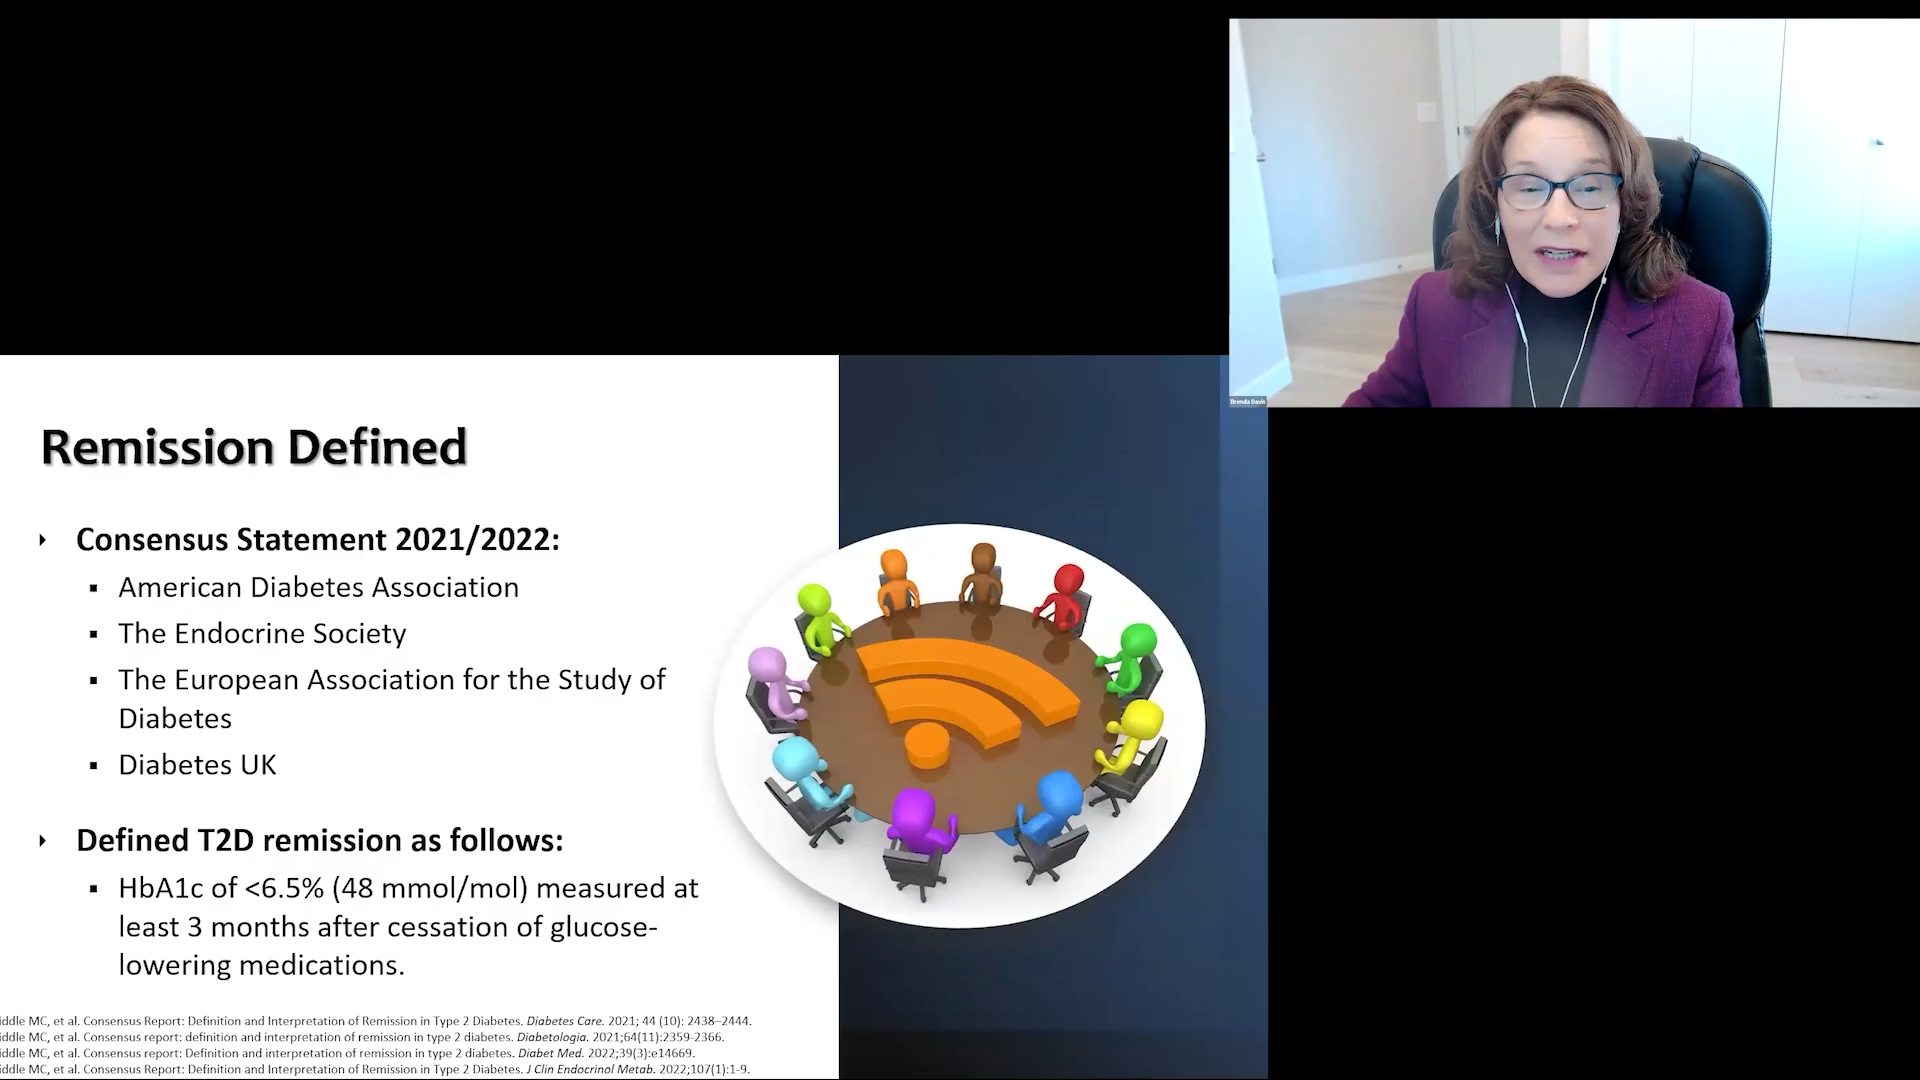 Brenda Davis
Remission Defined
Consensus Statement 2021/2022:
American Diabetes Association
The Endocrine Society
The European Association for the Study of
Diabetes
Diabetes UK
Defined T2D remission as follows:
HbA1c of <6.5% (48 mmol/mol) measured at
least 3 months after cessation of glucose-
lowering medications.
iddle MC, et al. Consensus Report: Definition and Interpretation of Remission in Type 2 Diabetes. Diabetes Care. 2021; 44 (10): 2438–2444.
iddle MC, et al. Consensus report: definition and interpretation of remission in type 2 diabetes. Diabetologia. 2021;64(11):2359-2366.
iddle MC, et al. Consensus report: Definition and interpretation of remission in type 2 diabetes. Diabet Med. 2022;39(3):e14669.
iddle MC, et al. Consensus Report: Definition and Interpretation of Remission in Type 2 Diabetes. J Clin Endocrinol Metab. 2022;107(1):1-9.